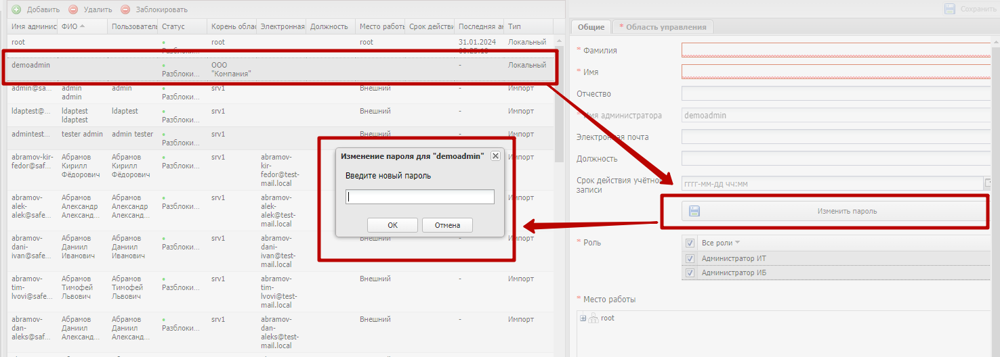 Добавить Удалить Заблокировать
Имя админис ФИО Пользователь Статус Корень облас Электронная Должность Место работы Срок действи Последняя ак Тип
root Разблоки... root root 31.01.2024 Локальный
demoadmin Разблоки... ООО "Компания" - Локальный
admin@sa... admin admin admin Разблоки... srv1 Внешний - Импорт
ldaptest@... ldaptest ldaptest ldaptest Разблоки... srv1 Внешний - Импорт
admintest... tester admin admin tester Разблоки... srv1 Внешний - Импорт
abramov-kir-fedor@saf... Абрамов Кирилл Фёдорович Абрамов Кирилл Фёдорович Разблоки... srv1 abramov-kir-fedor@test-mail.local Импорт
abramov-alek-alek@safe... Абрамов Александр Александ... Абрамов Александр Александ... Разблоки... srv1 abramov-alek-alek@test-mail.local Импорт
abramov-dani-ivan@safe... Абрамов Даниил Иванович Абрамов Даниил Иванович Разблоки... srv1 abramov-dani-ivan@test-mail.local Внешний - Импорт
abramov-tim-lvovi@safe... Абрамов Тимофей Львович Абрамов Тимофей Львович Разблоки... srv1 abramov-tim-lvovi@test-mail.local Внешний - Импорт
abramov-dan-aleks@saf... Абрамов Даниил Александ... Абрамов Даниил Александ... Разблоки... srv1 abramov-dan-aleks@test-mail.local Внешний - Импорт
Изменение пароля для "demoadmin"
Введите новый пароль
ОК Отмена
Сохранить
Общие * Область управления
* Фамилия
* Имя
Отчество
* Имя администратора demoadmin
Электронная почта
Должность
Срок действия учётной записи гггг-мм-дд чч:мм
Изменить пароль
* Роль Все роли
Администратор ИТ
Администратор ИБ
* Место работы
root